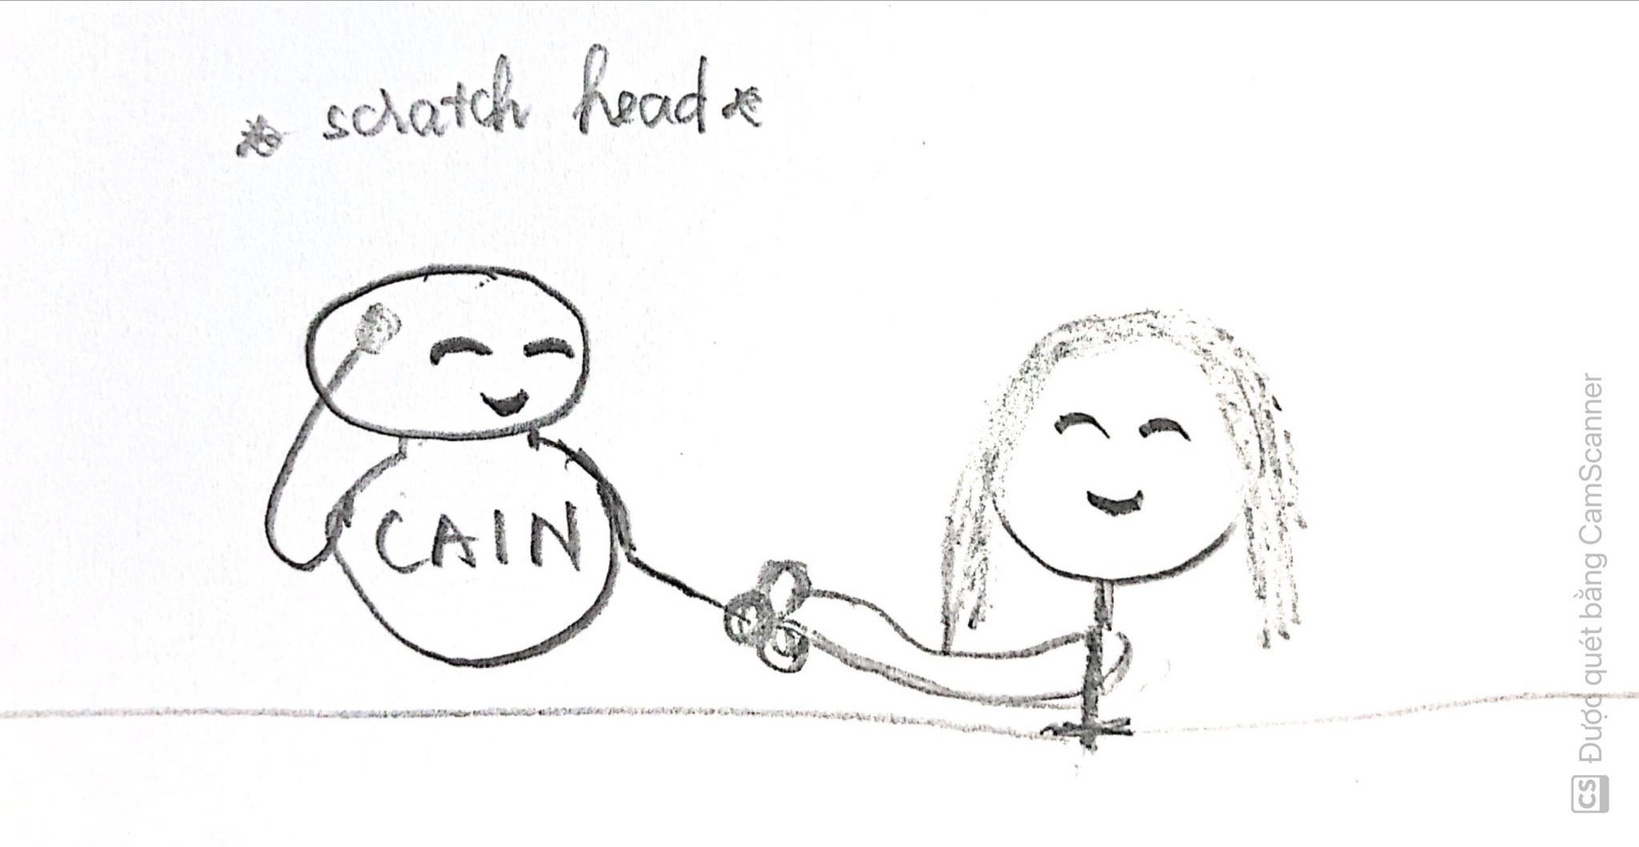 * scratch head *
CAIN
CS Được quét bằng CamScanner